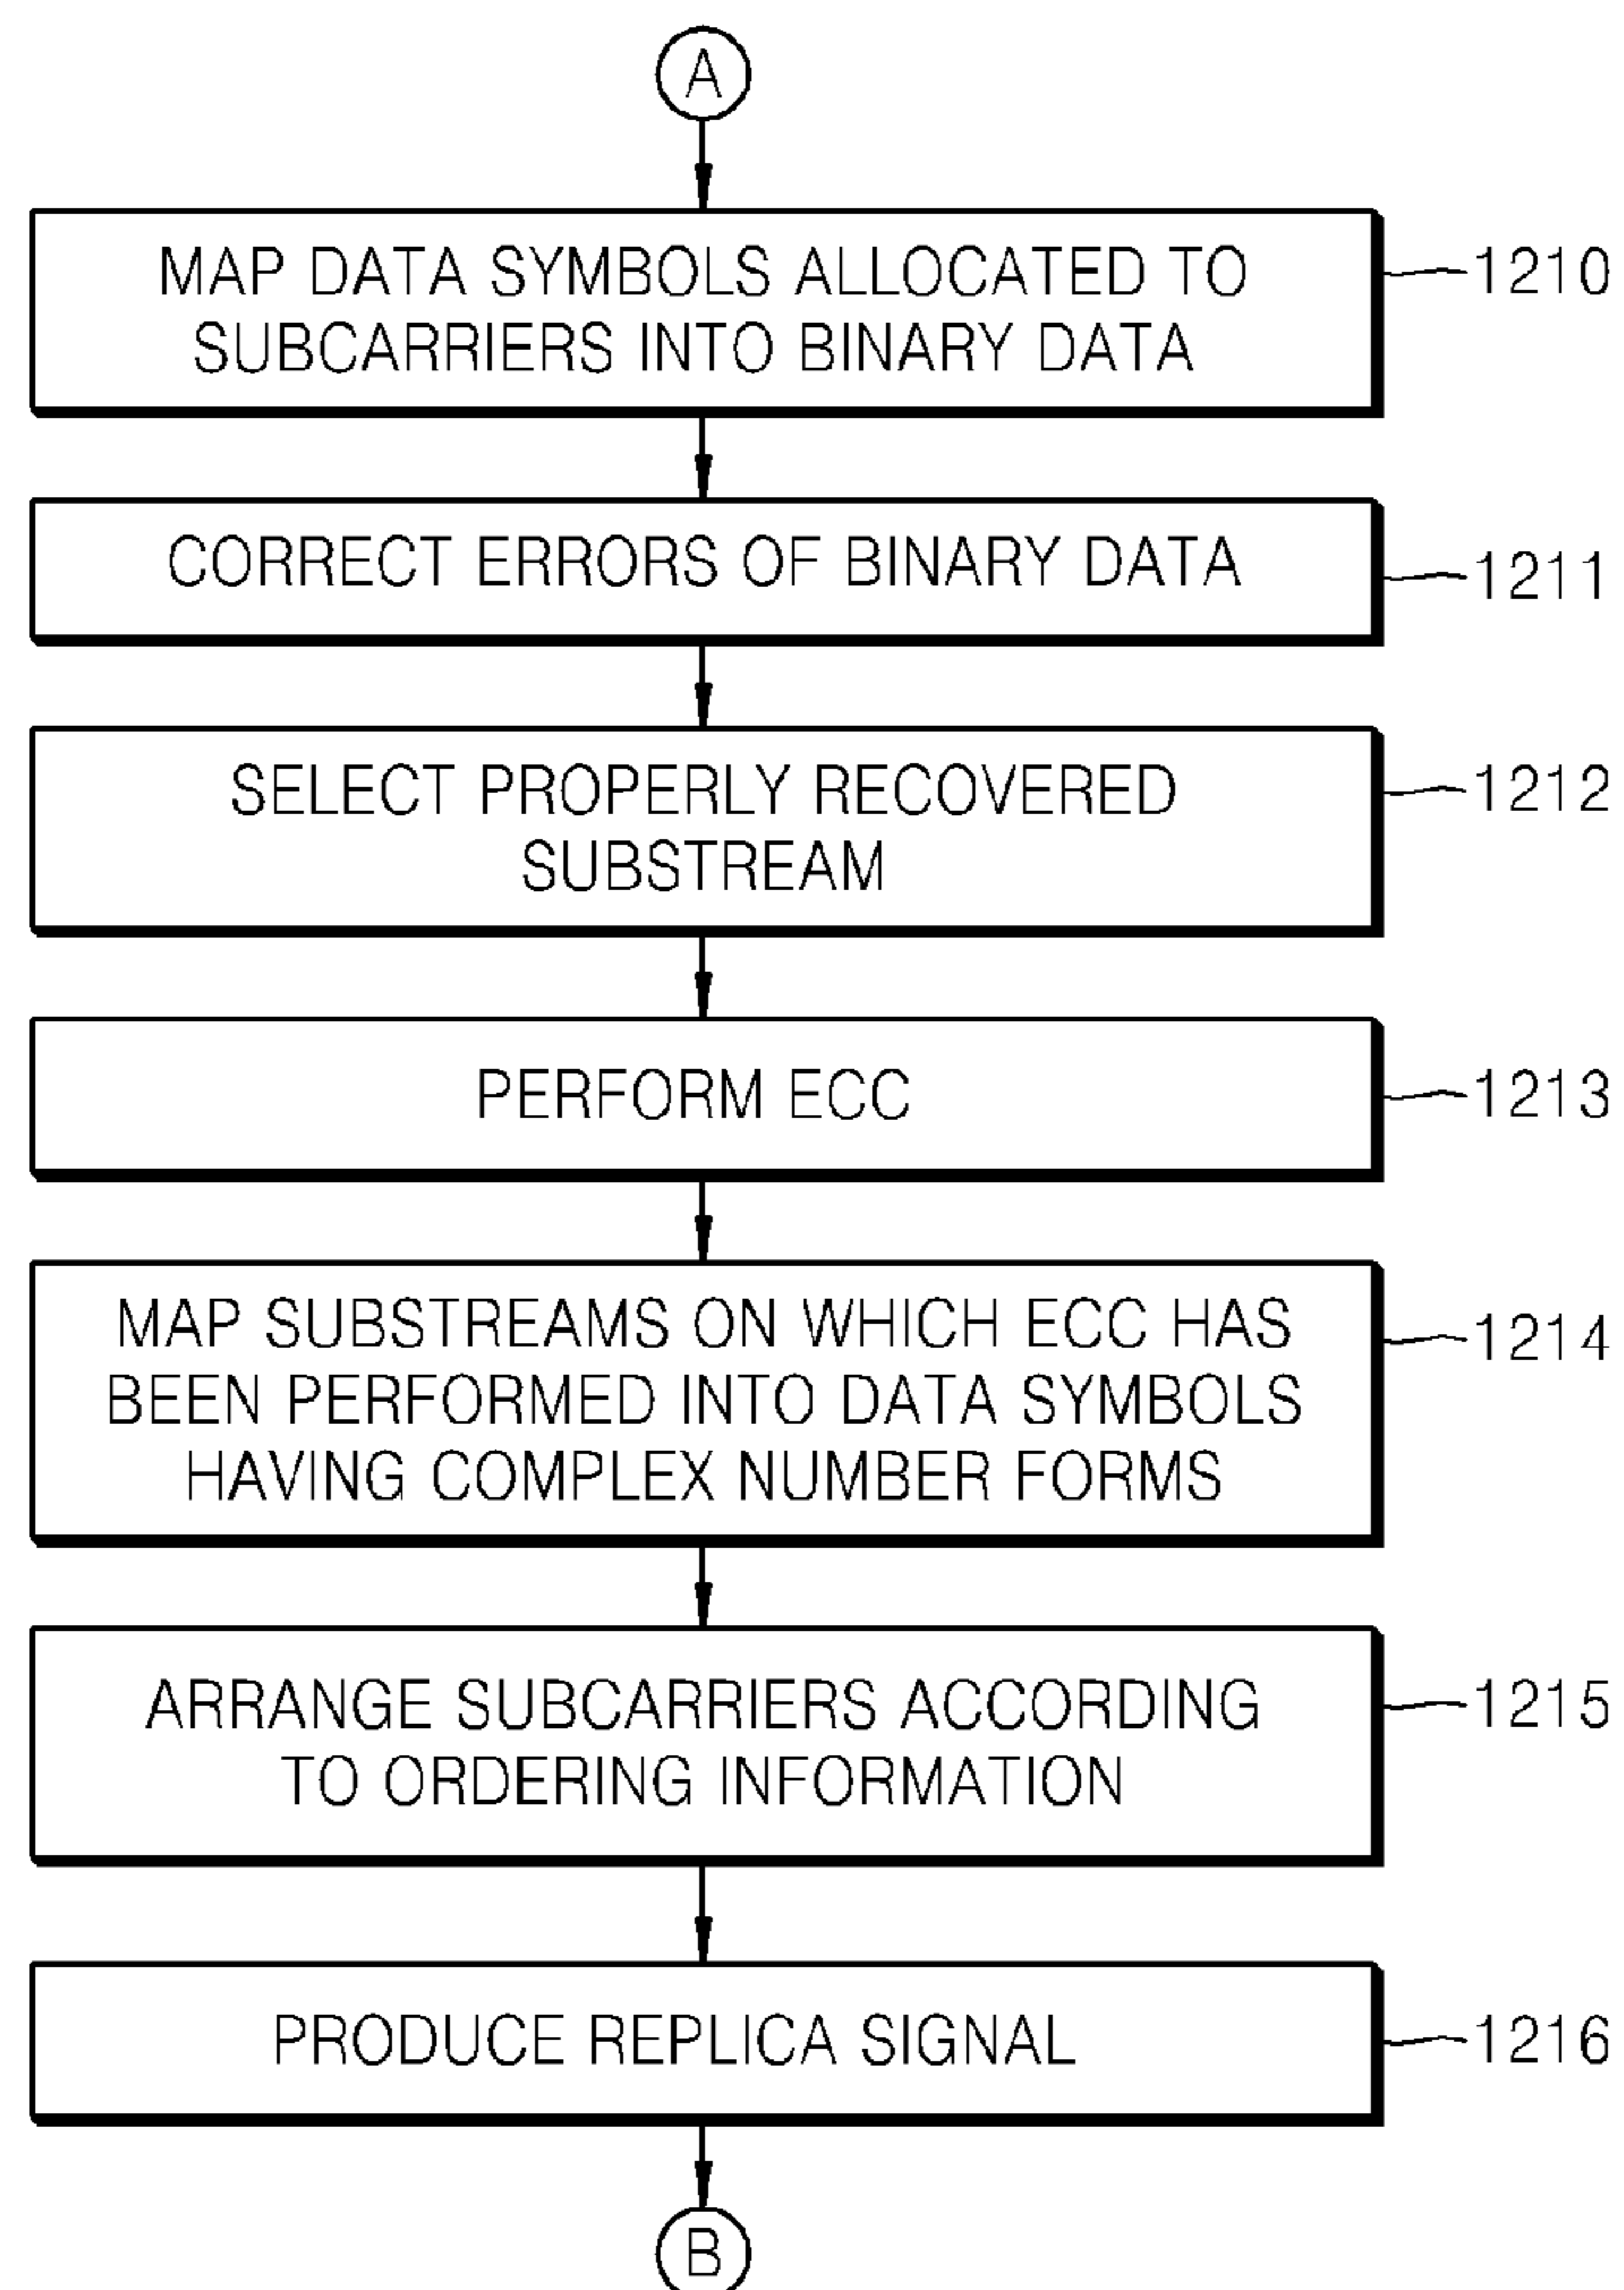 A
MAP DATA SYMBOLS ALLOCATED TO
SUBCARRIERS INTO BINARY DATA
1210
CORRECT ERRORS OF BINARY DATA
1211
SELECT PROPERLY RECOVERED
SUBSTREAM
1212
PERFORM ECC
1213
MAP SUBSTREAMS ON WHICH ECC HAS
BEEN PERFORMED INTO DATA SYMBOLS
HAVING COMPLEX NUMBER FORMS
1214
ARRANGE SUBCARRIERS ACCORDING
TO ORDERING INFORMATION
1215
PRODUCE REPLICA SIGNAL
1216
B